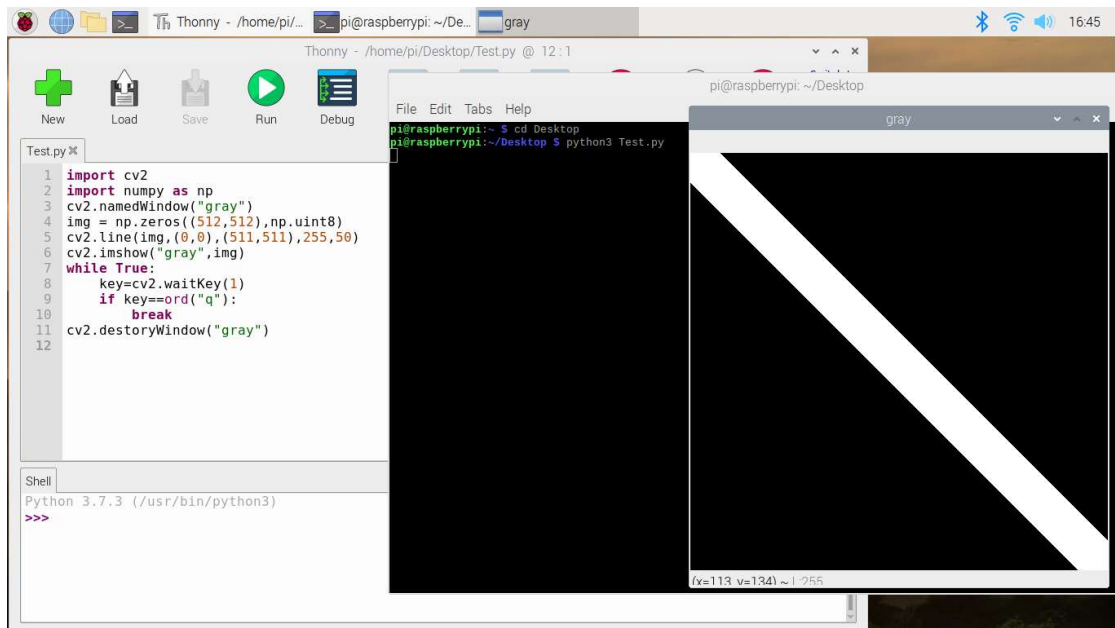 Thonny - /home/pi/...
pi@raspberrypi: ~/De...
gray
16:45
Thonny - /home/pi/Desktop/Test.py @ 12 : 1
pi@raspberrypi: ~/Desktop
New
Load
Save
Run
Debug
File Edit Tabs Help
gray
pi@raspberrypi:~ $ cd Desktop
pi@raspberrypi:~/Desktop $ python3 Test.py
Test.py
1 import cv2
2 import numpy as np
3 cv2.namedWindow("gray")
4 img = np.zeros((512,512),np.uint8)
5 cv2.line(img,(0,0),(511,511),255,50)
6 cv2.imshow("gray",img)
7 while True:
8     key=cv2.waitKey(1)
9     if key==ord("q"):
10         break
11 cv2.destoryWindow("gray")
12
Shell
Python 3.7.3 (/usr/bin/python3)
>>>
(x=113, y=134) ~ L:255